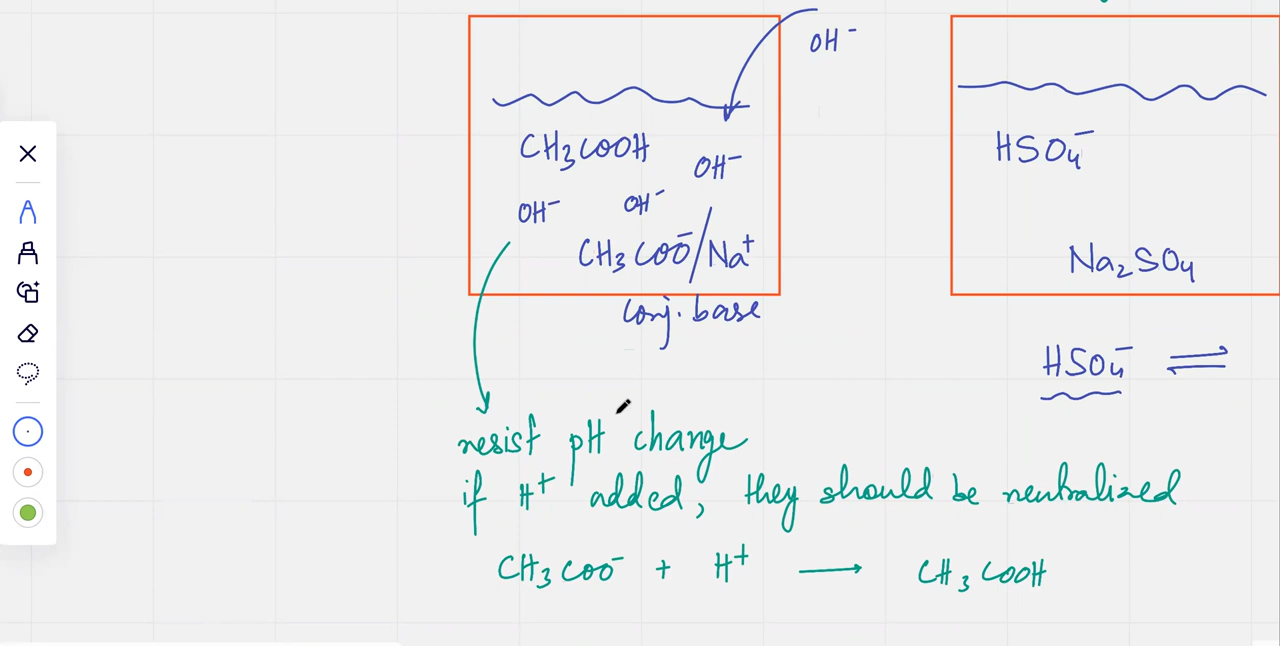 OH⁻
CH₃COOH
OH⁻
OH⁻
OH⁻
CH₃COO⁻/Na⁺
conj. base
HSO₄⁻
Na₂SO₄
HSO₄⁻ ⇌
resist pH change
if H⁺ added, they should be neutralized
CH₃COO⁻ + H⁺ → CH₃COOH